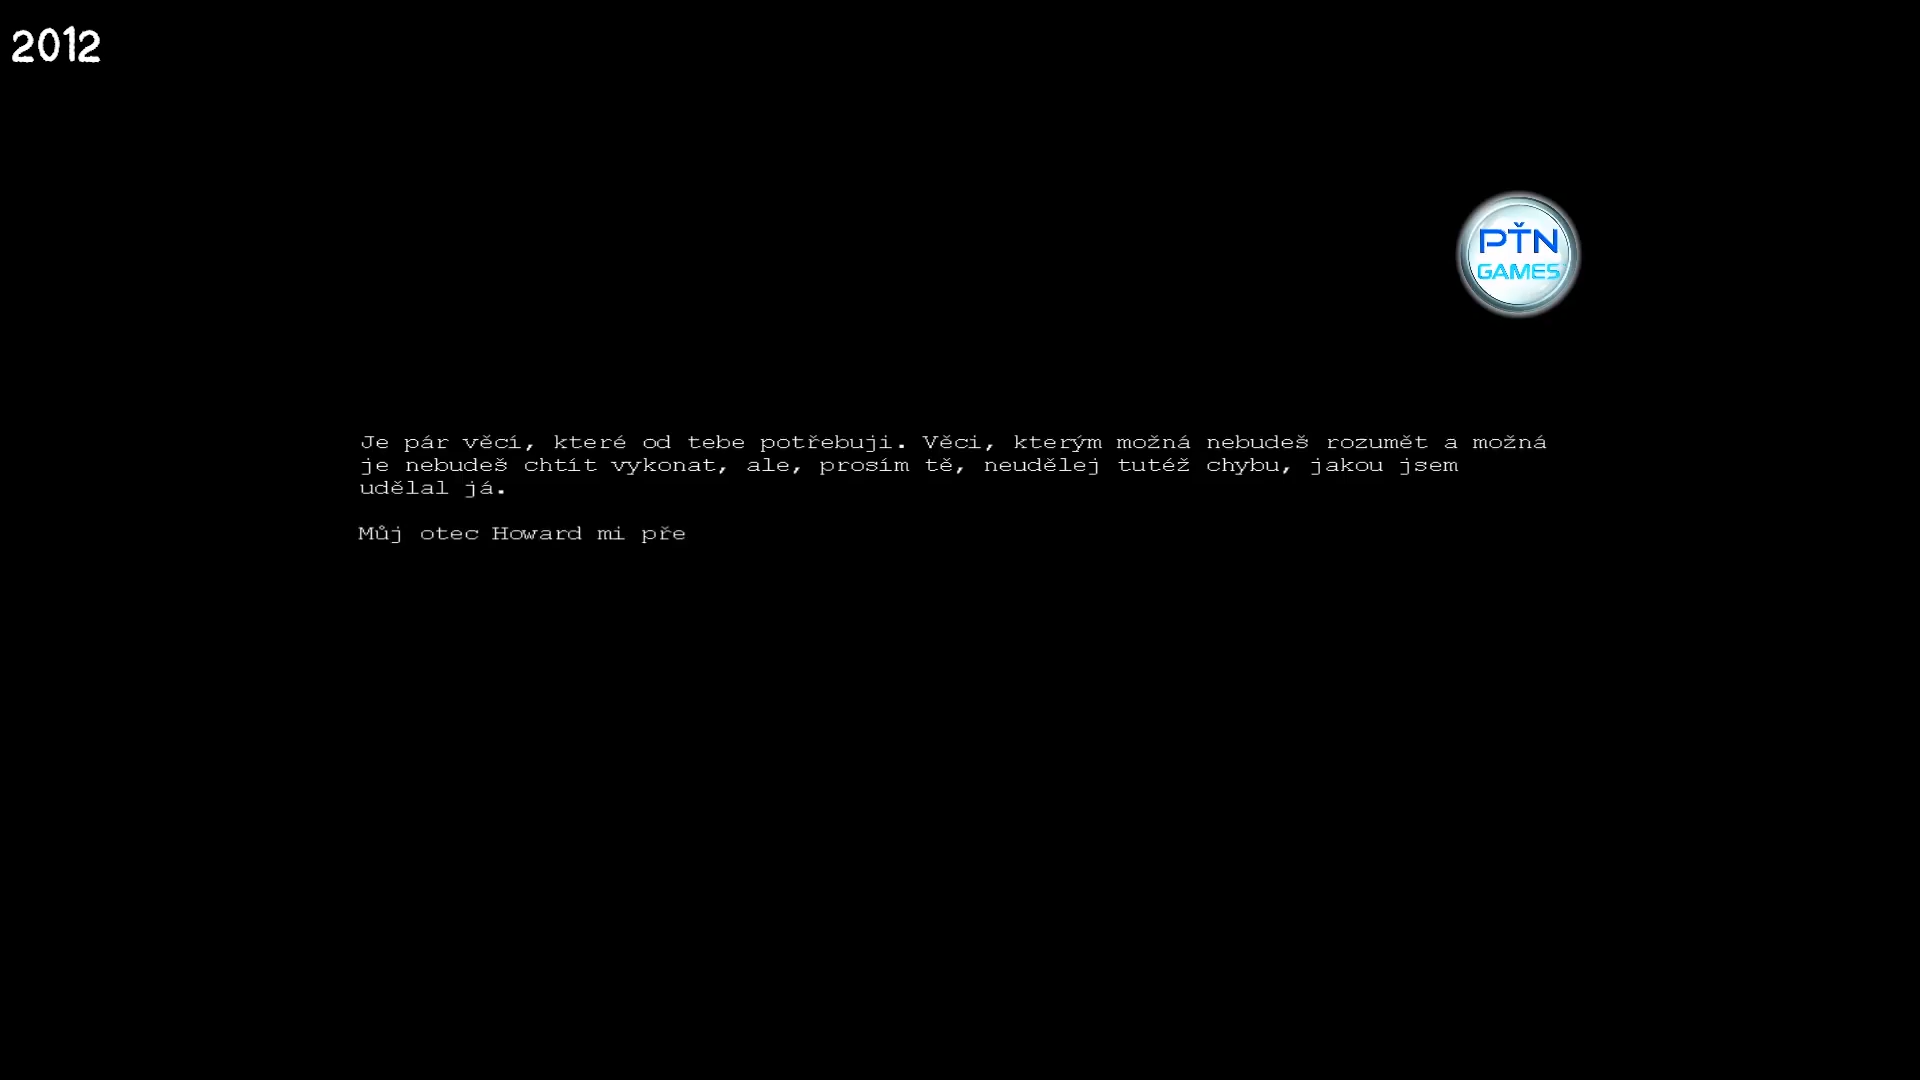 2012
PŤN
GAMES
Je pár věcí, které od tebe potřebuji. Věci, kterým možná nebudeš rozumět a možná
je nebudeš chtít vykonat, ale, prosím tě, neudělej tutéž chybu, jakou jsem
udělal já.
Můj otec Howard mi pře